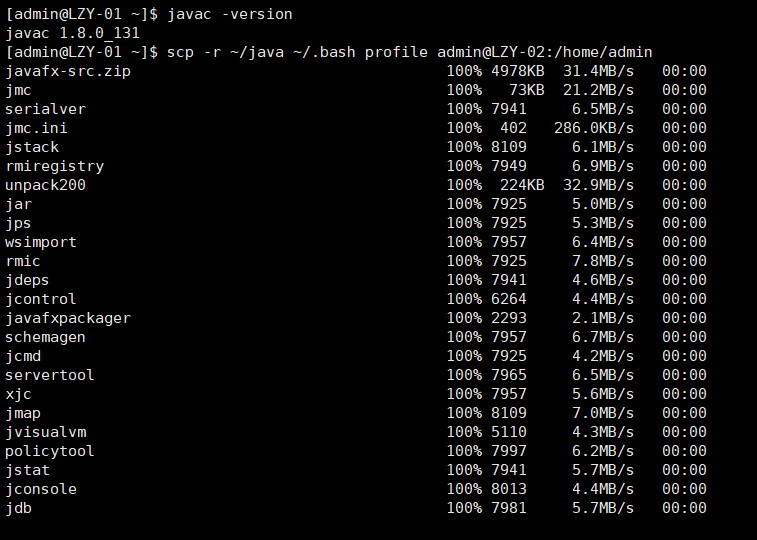 [admin@LZY-01 ~]$ javac -version
javac 1.8.0_131
[admin@LZY-01 ~]$ scp -r ~/java ~/.bash profile admin@LZY-02:/home/admin
javafx-src.zip 100% 4978KB 31.4MB/s 00:00
jmc 100% 73KB 21.2MB/s 00:00
serialver 100% 7941 6.5MB/s 00:00
jmc.ini 100% 402 286.0KB/s 00:00
jstack 100% 8109 6.1MB/s 00:00
rmiregistry 100% 7949 6.9MB/s 00:00
unpack200 100% 224KB 32.9MB/s 00:00
jar 100% 7925 5.0MB/s 00:00
jps 100% 7925 5.3MB/s 00:00
wsimport 100% 7957 6.4MB/s 00:00
rmic 100% 7925 7.8MB/s 00:00
jdeps 100% 7941 4.6MB/s 00:00
jcontrol 100% 6264 4.4MB/s 00:00
javafxpackager 100% 2293 2.1MB/s 00:00
schemagen 100% 7957 6.7MB/s 00:00
jcmd 100% 7925 4.2MB/s 00:00
servertool 100% 7965 6.5MB/s 00:00
xjc 100% 7957 5.6MB/s 00:00
jmap 100% 8109 7.0MB/s 00:00
jvisualvm 100% 5110 4.3MB/s 00:00
policytool 100% 7997 6.2MB/s 00:00
jstat 100% 7941 5.7MB/s 00:00
jconsole 100% 8013 4.4MB/s 00:00
jdb 100% 7981 5.7MB/s 00:00